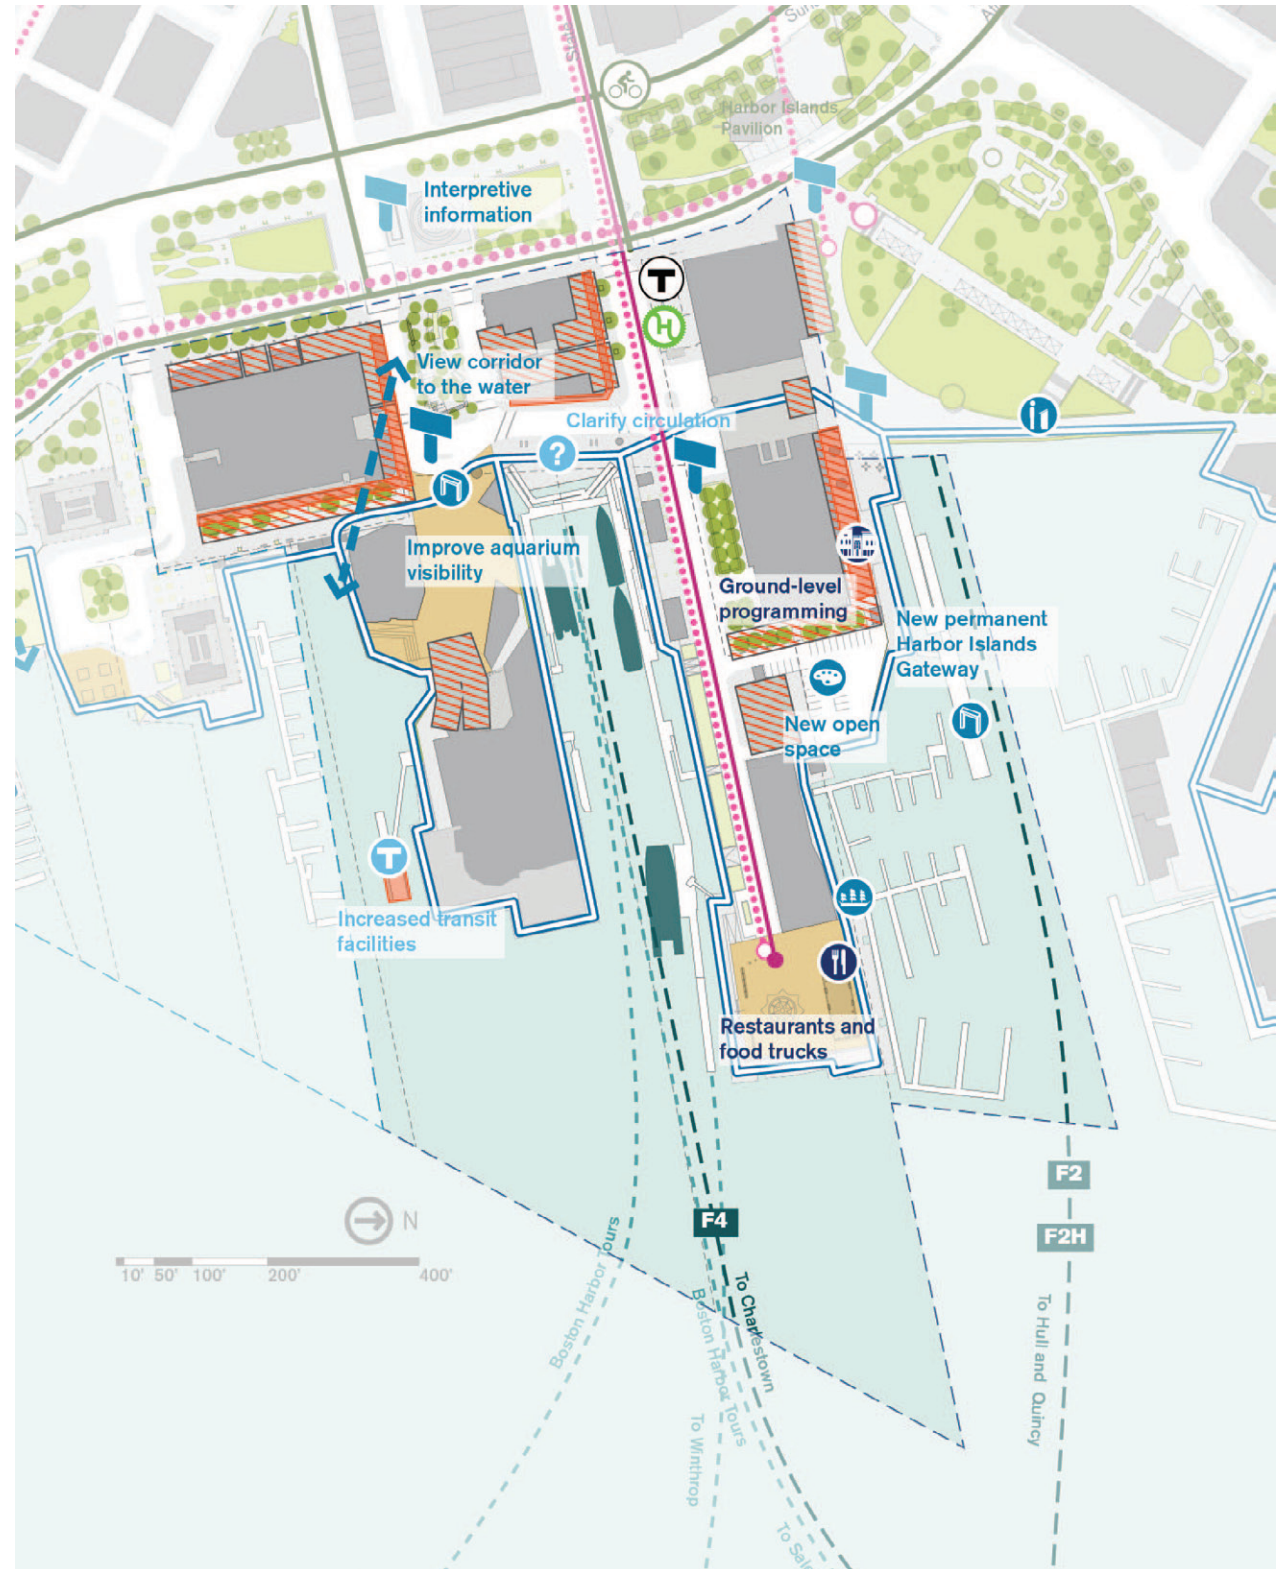 State
Harbor Islands
Pavilion
Interpretive
information
T
H
View corridor
to the water
Clarify circulation
?
Improve aquarium
visibility
Ground-level
programming
New permanent
Harbor Islands
Gateway
New open
space
T
Increased transit
facilities
Restaurants and
food trucks
F2
F4
F2H
N
10' 50' 100' 200' 400'
Boston Harbor Tours
To Charlestown
Boston Harbor Tours
To Hull and Quincy
To Winthrop